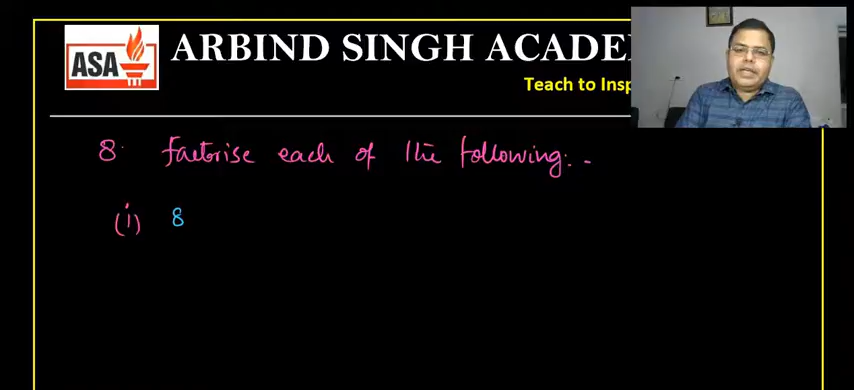 ASA
ARBIND SINGH ACADE
Teach to Insp
8. factorise each of the following:-
(i) 8